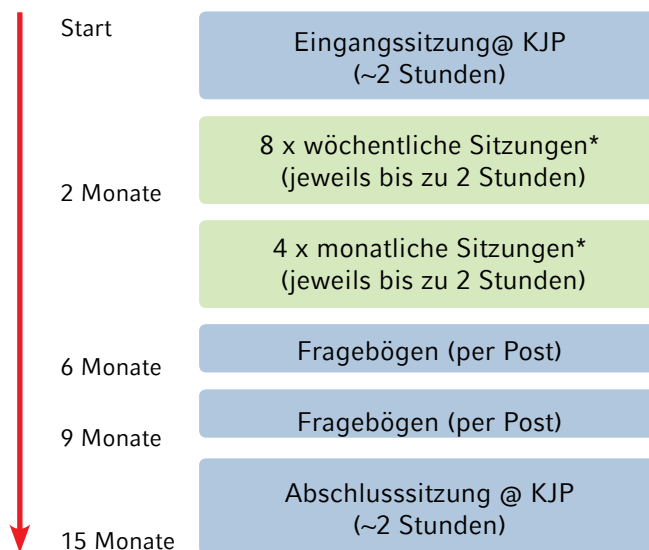 Start
Eingangssitzung@ KJP
(~2 Stunden)
8 x wöchentliche Sitzungen*
(jeweils bis zu 2 Stunden)
2 Monate
4 x monatliche Sitzungen*
(jeweils bis zu 2 Stunden)
Fragebögen (per Post)
6 Monate
Fragebögen (per Post)
9 Monate
Abschlusssitzung @ KJP
(~2 Stunden)
15 Monate